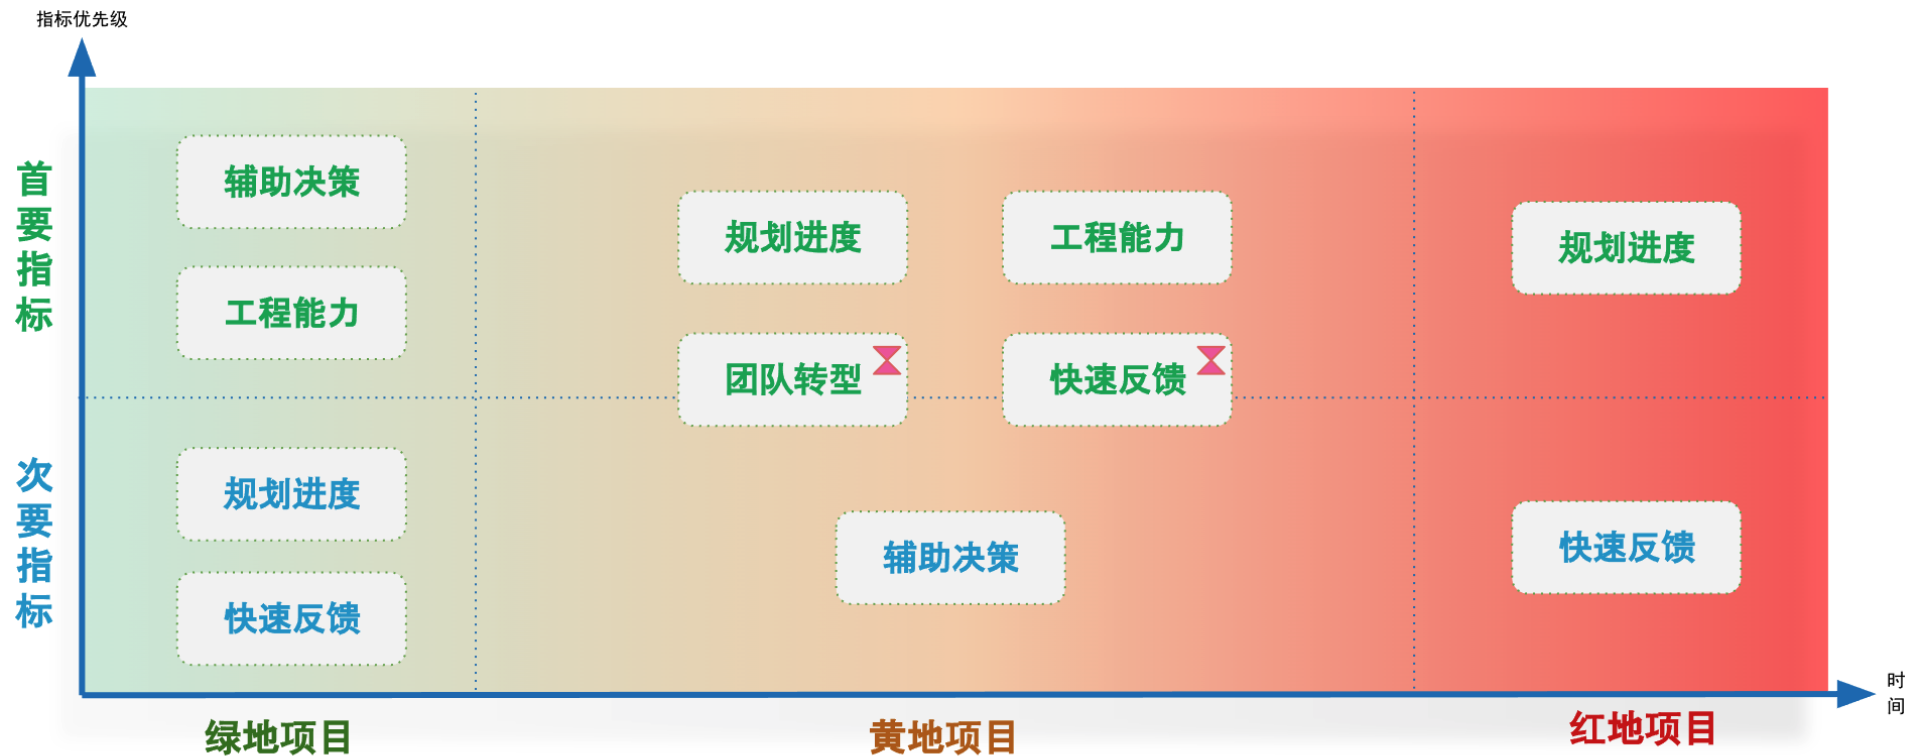 指标优先级
首要指标
辅助决策
工程能力
规划进度
工程能力
团队转型
快速反馈
规划进度
次要指标
规划进度
快速反馈
辅助决策
快速反馈
时间
绿地项目
黄地项目
红地项目